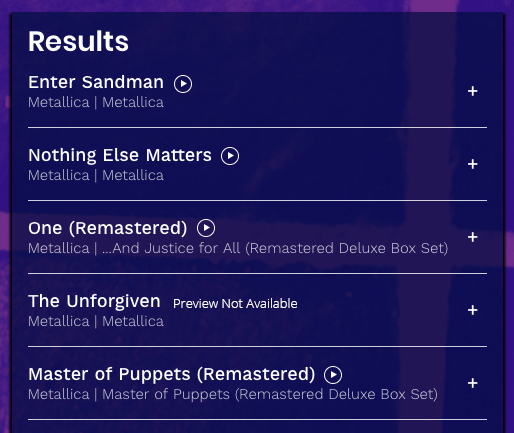 Results
Enter Sandman
Metallica | Metallica
+
Nothing Else Matters
Metallica | Metallica
+
One (Remastered)
Metallica | ...And Justice for All (Remastered Deluxe Box Set)
+
The Unforgiven Preview Not Available
Metallica | Metallica
+
Master of Puppets (Remastered)
Metallica | Master of Puppets (Remastered Deluxe Box Set)
+